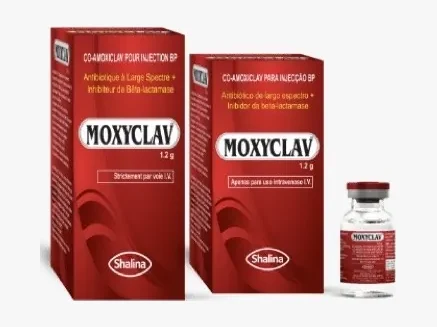 CO-AMOXICLAV POUR INJECTION BP
Antibiotique à Large Spectre +
Inhibiteur de Bêta-lactamase
MOXYCLAV
1.2 g
Strictement par voie I.V.
Shalina
CO-AMOXICLAV PARA INJECÇÃO BP
Antibiótico de largo espectro +
Inibidor da beta-lactamase
MOXYCLAV
1.2 g
Apenas para uso intravenoso I.V.
Shalina
MOXYCLAV